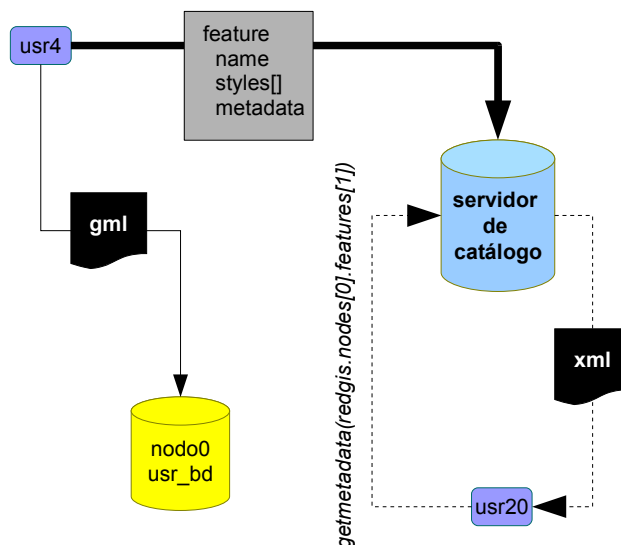 usr4
feature
name
styles[]
metadata
gml
nodo0
usr_bd
servidor
de
catálogo
getmetadata(redgis.nodes[0].features[1])
xml
usr20